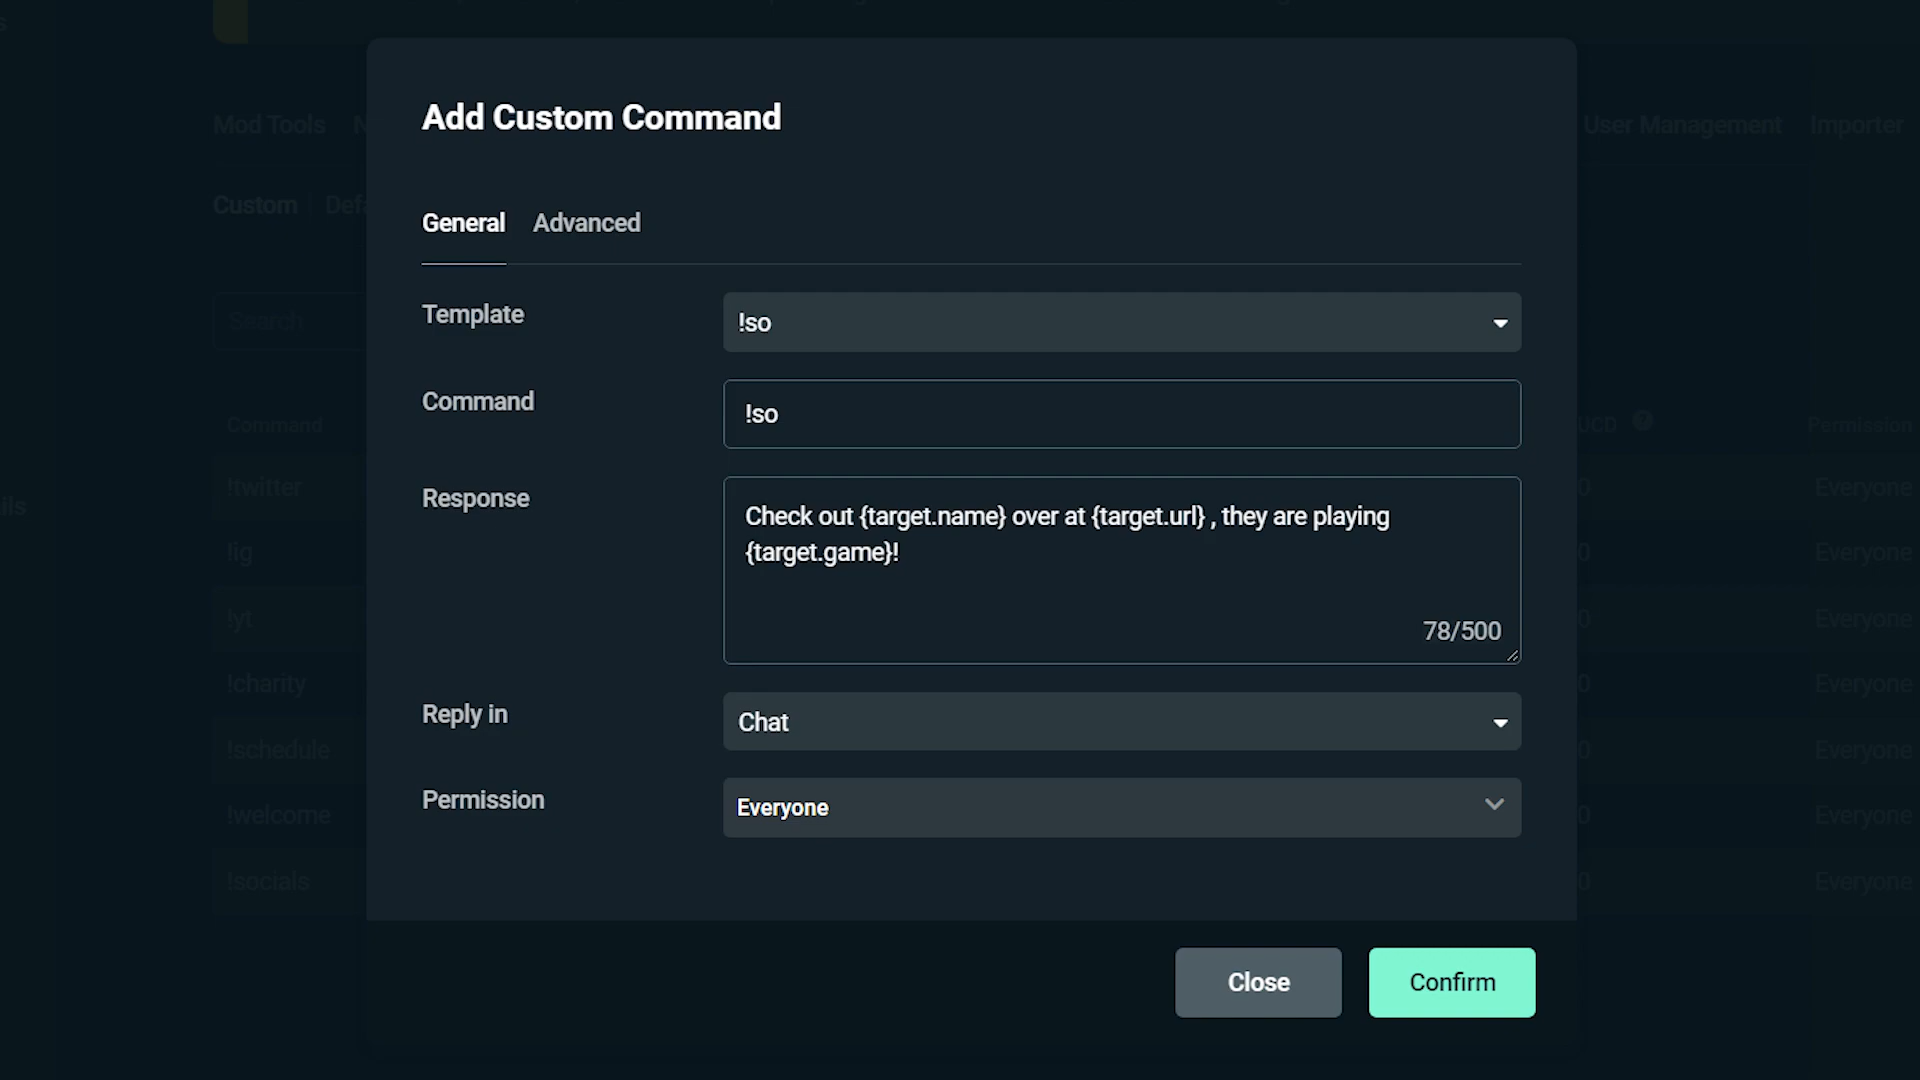 Add Custom Command
Mod Tools
User Management
Importer
Custom
General
Advanced
Search
Template
!so
Command
!so
Command
UCD
Permission
!twitter
Everyone
Response
Check out {target.name} over at {target.url} , they are playing
{target.game}!
78/500
!ig
Everyone
!yt
Everyone
!charity
Everyone
Reply in
Chat
!schedule
Everyone
Permission
Everyone
!welcome
Everyone
!socials
Everyone
Close
Confirm